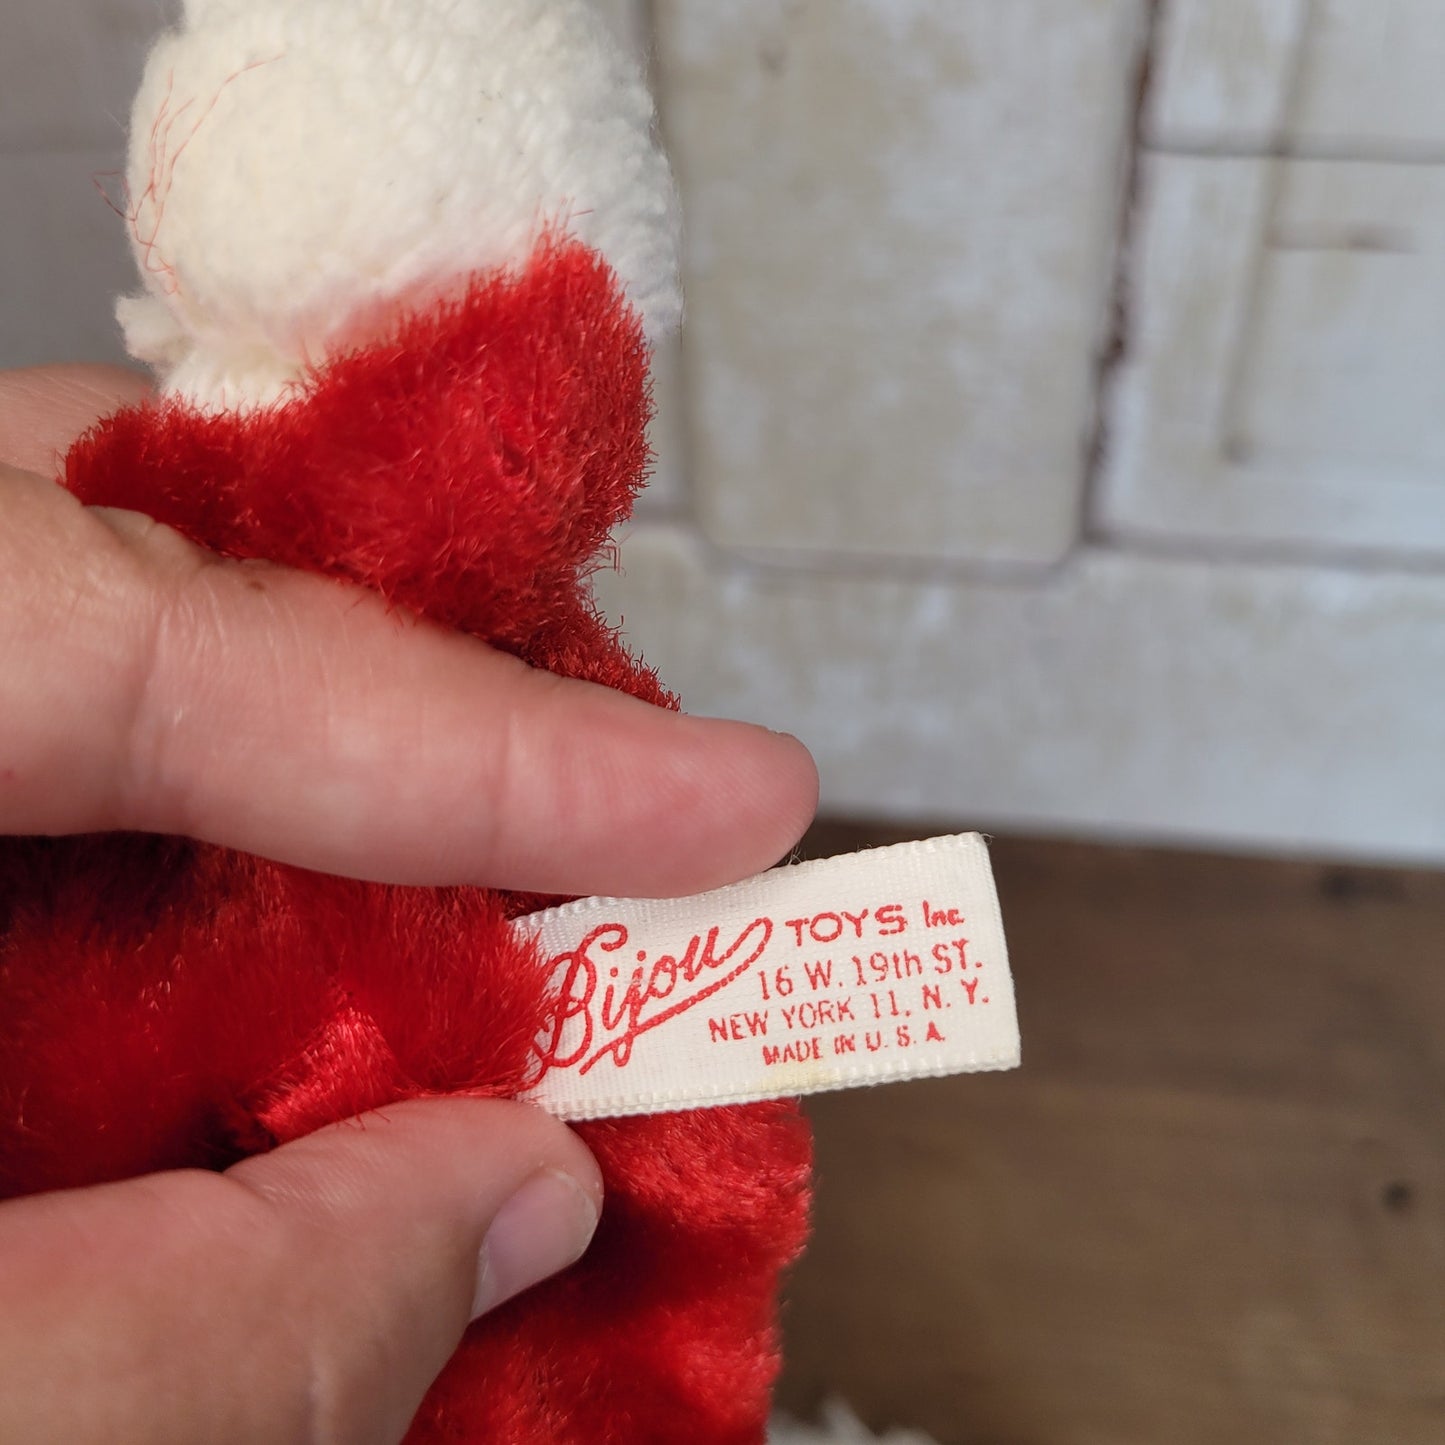 Bijou TOYS Inc.
16 W. 19th ST.
NEW YORK 11, N. Y.
MADE IN U. S. A.